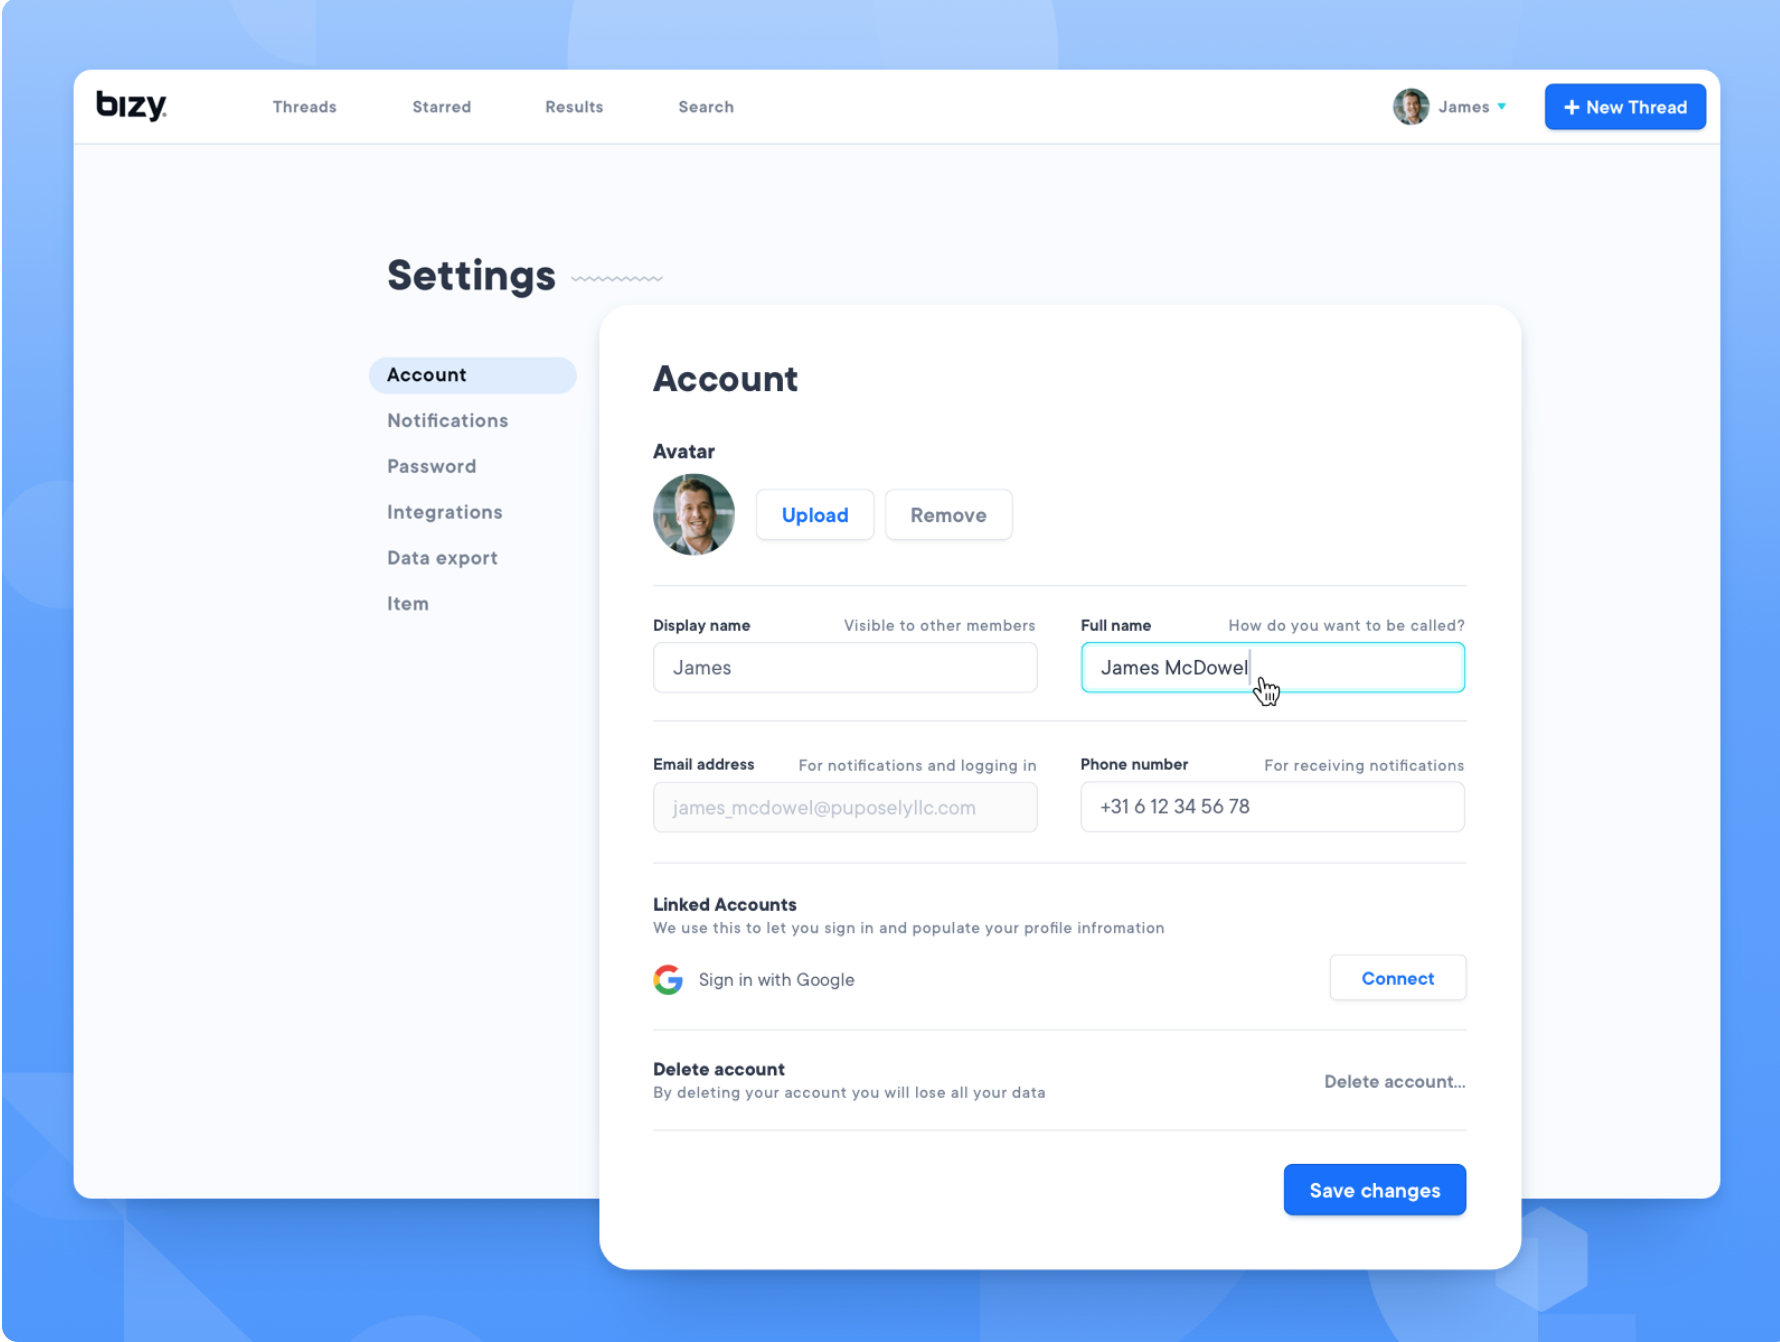 bizy.
Threads Starred Results Search James + New Thread
Settings
Account
Notifications
Password
Integrations
Data export
Item
Account
Avatar
Upload Remove
Display name Visible to other members
James
Full name How do you want to be called?
James McDowel
Email address For notifications and logging in
james_mcdowel@puposelyllc.com
Phone number For receiving notifications
+31 6 12 34 56 78
Linked Accounts
We use this to let you sign in and populate your profile infromation
Sign in with Google Connect
Delete account
By deleting your account you will lose all your data
Delete account...
Save changes